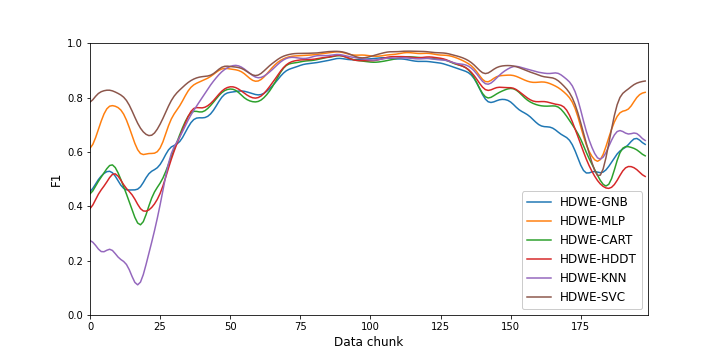 1.0
0.8
0.6
0.4
0.2
0.0
F1
0
25
50
75
100
125
150
175
Data chunk
HDWE-GNB
HDWE-MLP
HDWE-CART
HDWE-HDDT
HDWE-KNN
HDWE-SVC